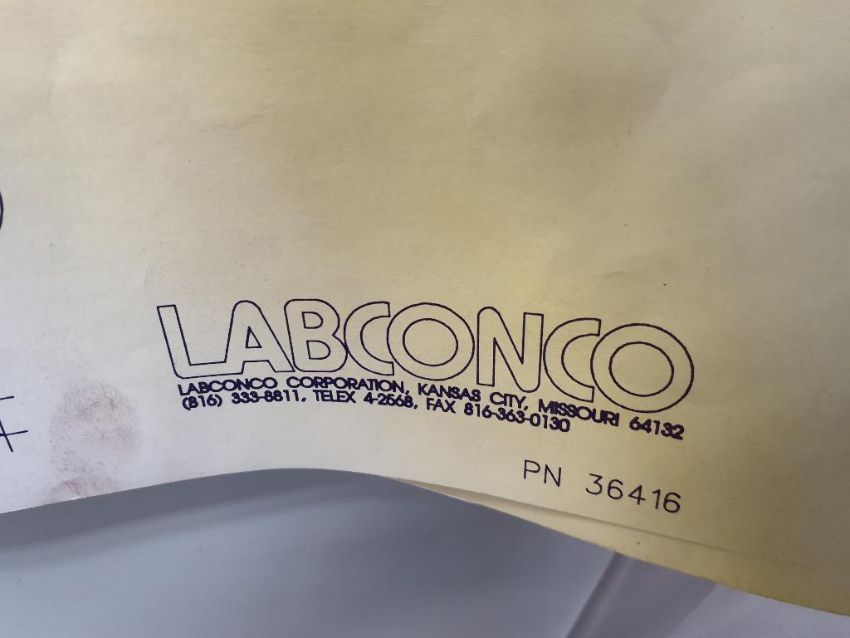 LABCONCO
LABCONCO CORPORATION, KANSAS CITY, MISSOURI 64132
(816) 333-8811, TELEX 4-2568, FAX 816-363-0130
PN 36416